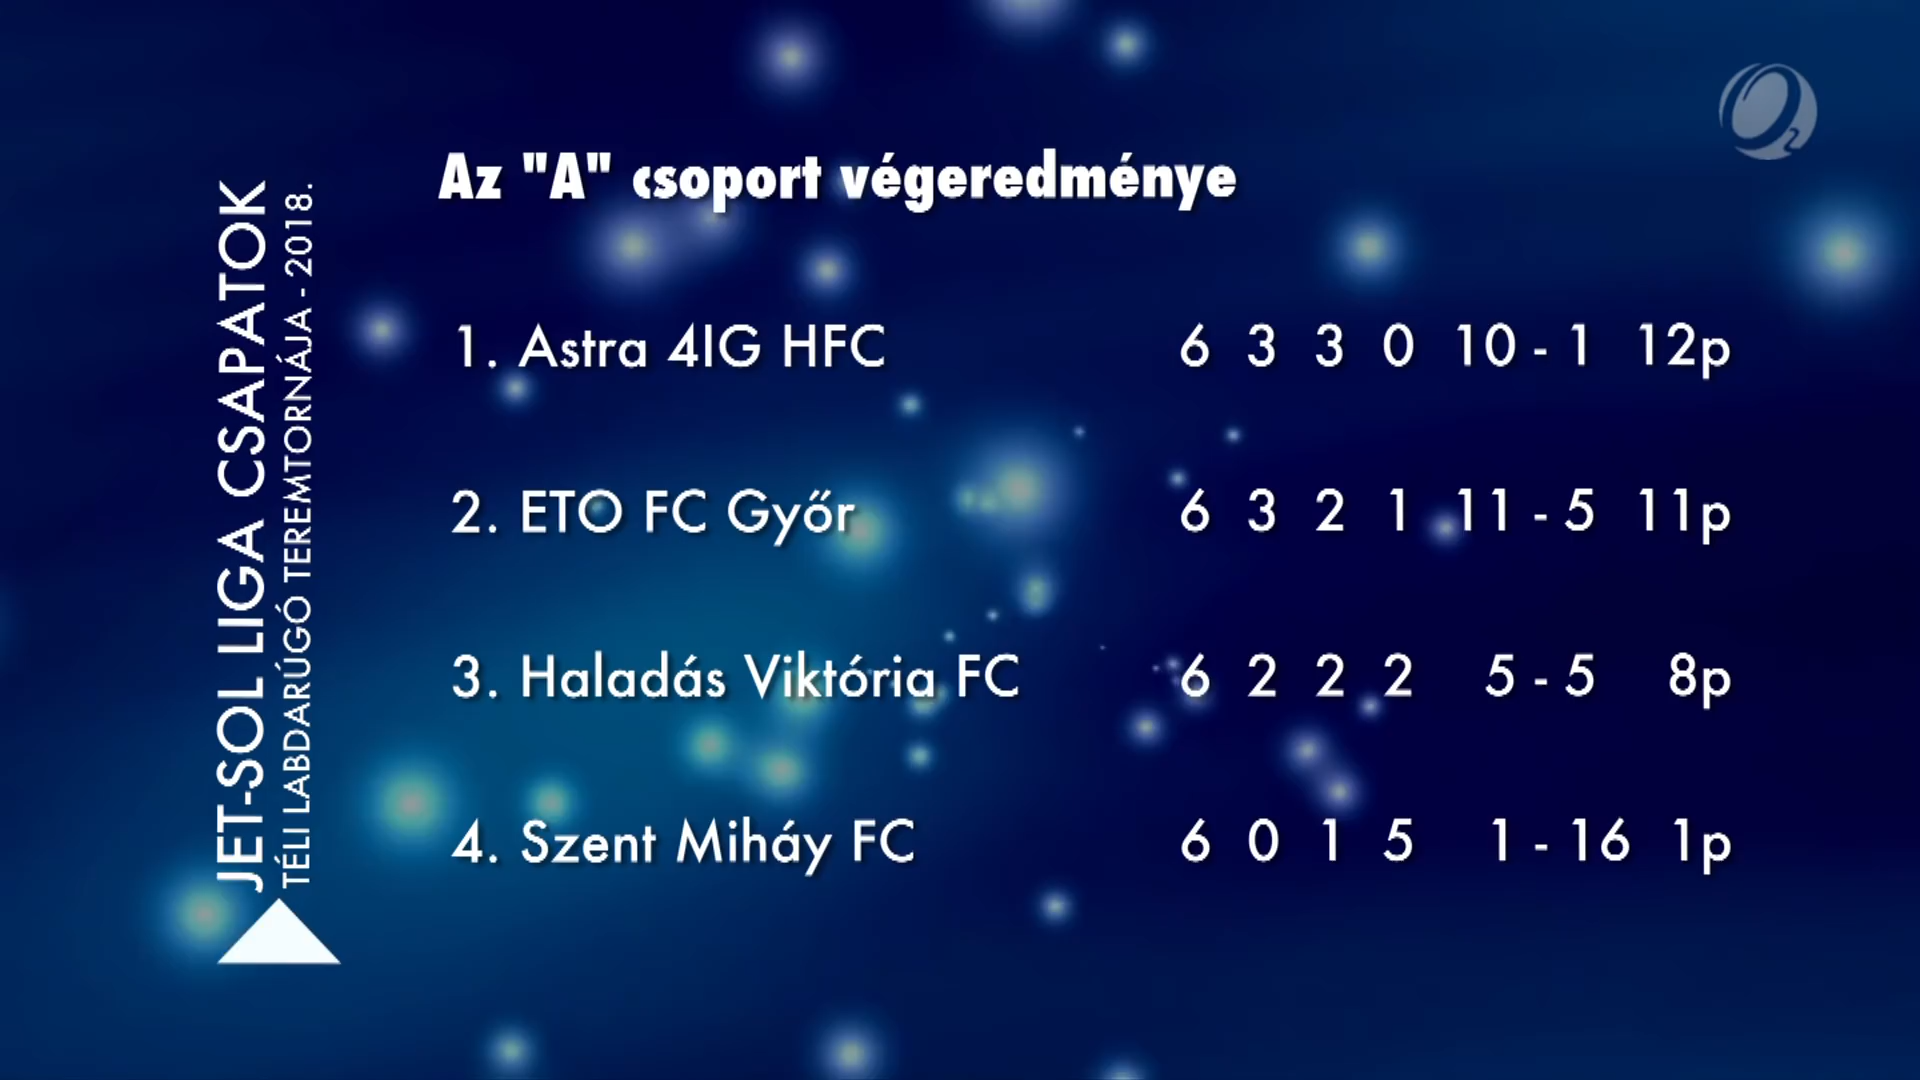 Az "A" csoport végeredménye
JET-SOL LIGA CSAPATOK
TÉLI LABDARÚGÓ TEREMTORNÁJA - 2018.
1. Astra 4IG HFC 6 3 3 0 10 - 1 12p
2. ETO FC Győr 6 3 2 1 11 - 5 11p
3. Haladás Viktória FC 6 2 2 2 5 - 5 8p
4. Szent Miháy FC 6 0 1 5 1 - 16 1p
O2